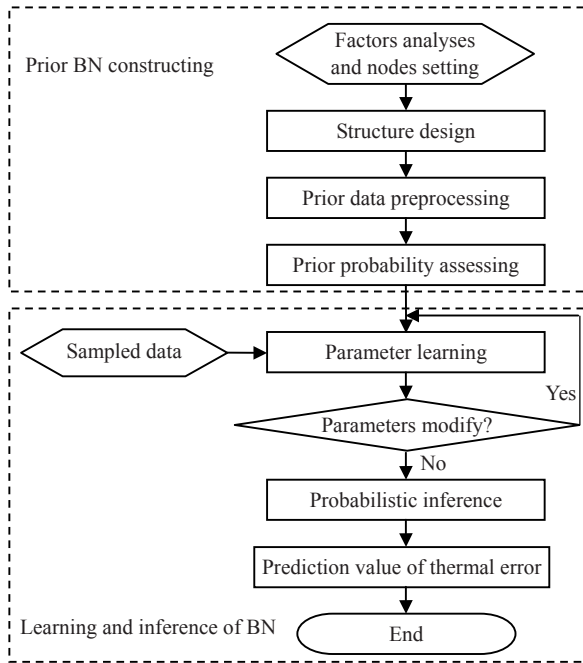 Prior BN constructing
Factors analyses
and nodes setting
Structure design
Prior data preprocessing
Prior probability assessing
Sampled data
Parameter learning
Yes
Parameters modify?
No
Probabilistic inference
Prediction value of thermal error
Learning and inference of BN
End